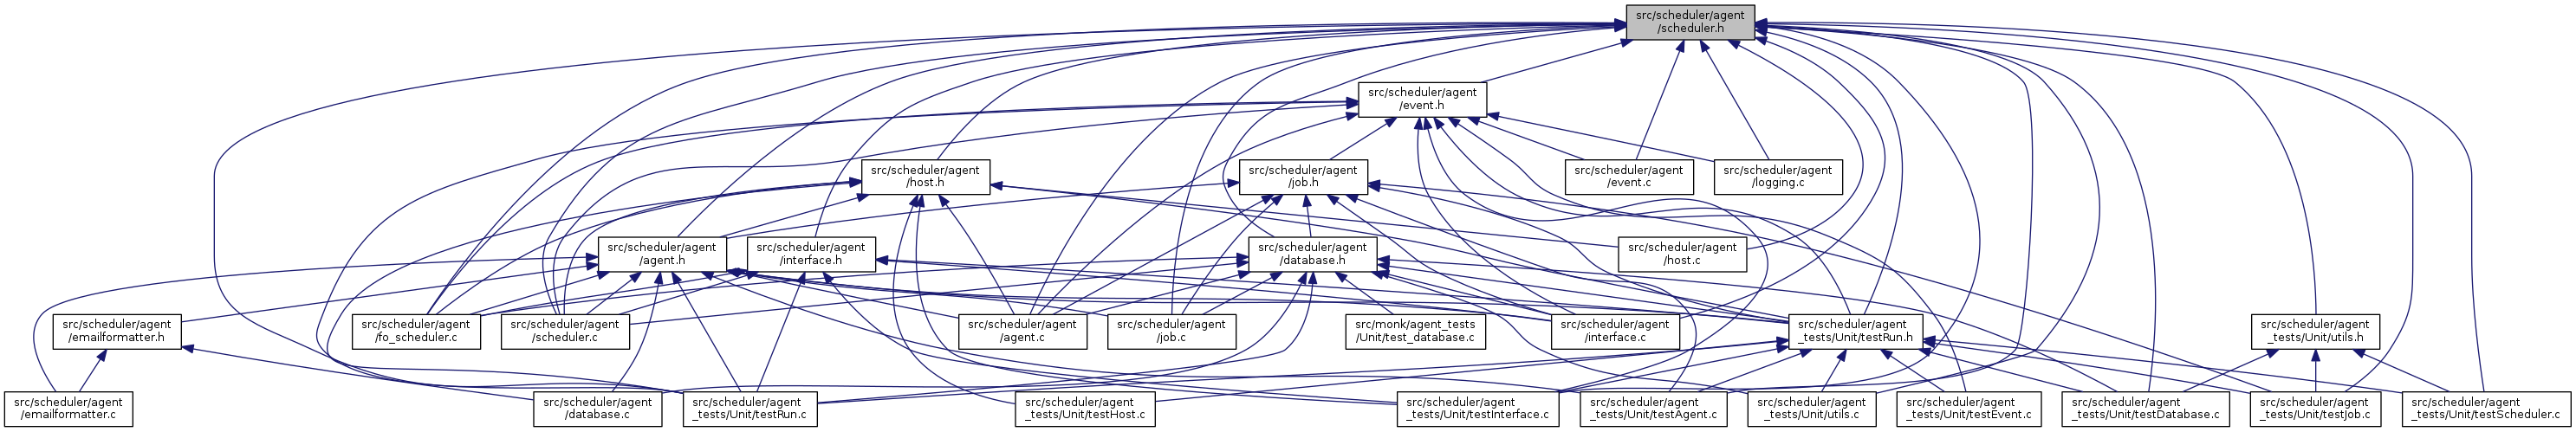 src/scheduler/agent
/scheduler.h
src/scheduler/agent
/event.h
src/scheduler/agent
/host.h
src/scheduler/agent
/job.h
src/scheduler/agent
/event.c
src/scheduler/agent
/logging.c
src/scheduler/agent
/agent.h
src/scheduler/agent
/interface.h
src/scheduler/agent
/database.h
src/scheduler/agent
/host.c
src/scheduler/agent
/emailformatter.h
src/scheduler/agent
/fo_scheduler.c
src/scheduler/agent
/scheduler.c
src/scheduler/agent
/agent.c
src/scheduler/agent
/job.c
src/monk/agent_tests
/Unit/test_database.c
src/scheduler/agent
/interface.c
src/scheduler/agent
_tests/Unit/testRun.h
src/scheduler/agent
_tests/Unit/utils.h
src/scheduler/agent
/emailformatter.c
src/scheduler/agent
/database.c
src/scheduler/agent
_tests/Unit/testRun.c
src/scheduler/agent
_tests/Unit/testHost.c
src/scheduler/agent
_tests/Unit/testInterface.c
src/scheduler/agent
_tests/Unit/testAgent.c
src/scheduler/agent
_tests/Unit/utils.c
src/scheduler/agent
_tests/Unit/testEvent.c
src/scheduler/agent
_tests/Unit/testDatabase.c
src/scheduler/agent
_tests/Unit/testJob.c
src/scheduler/agent
_tests/Unit/testScheduler.c